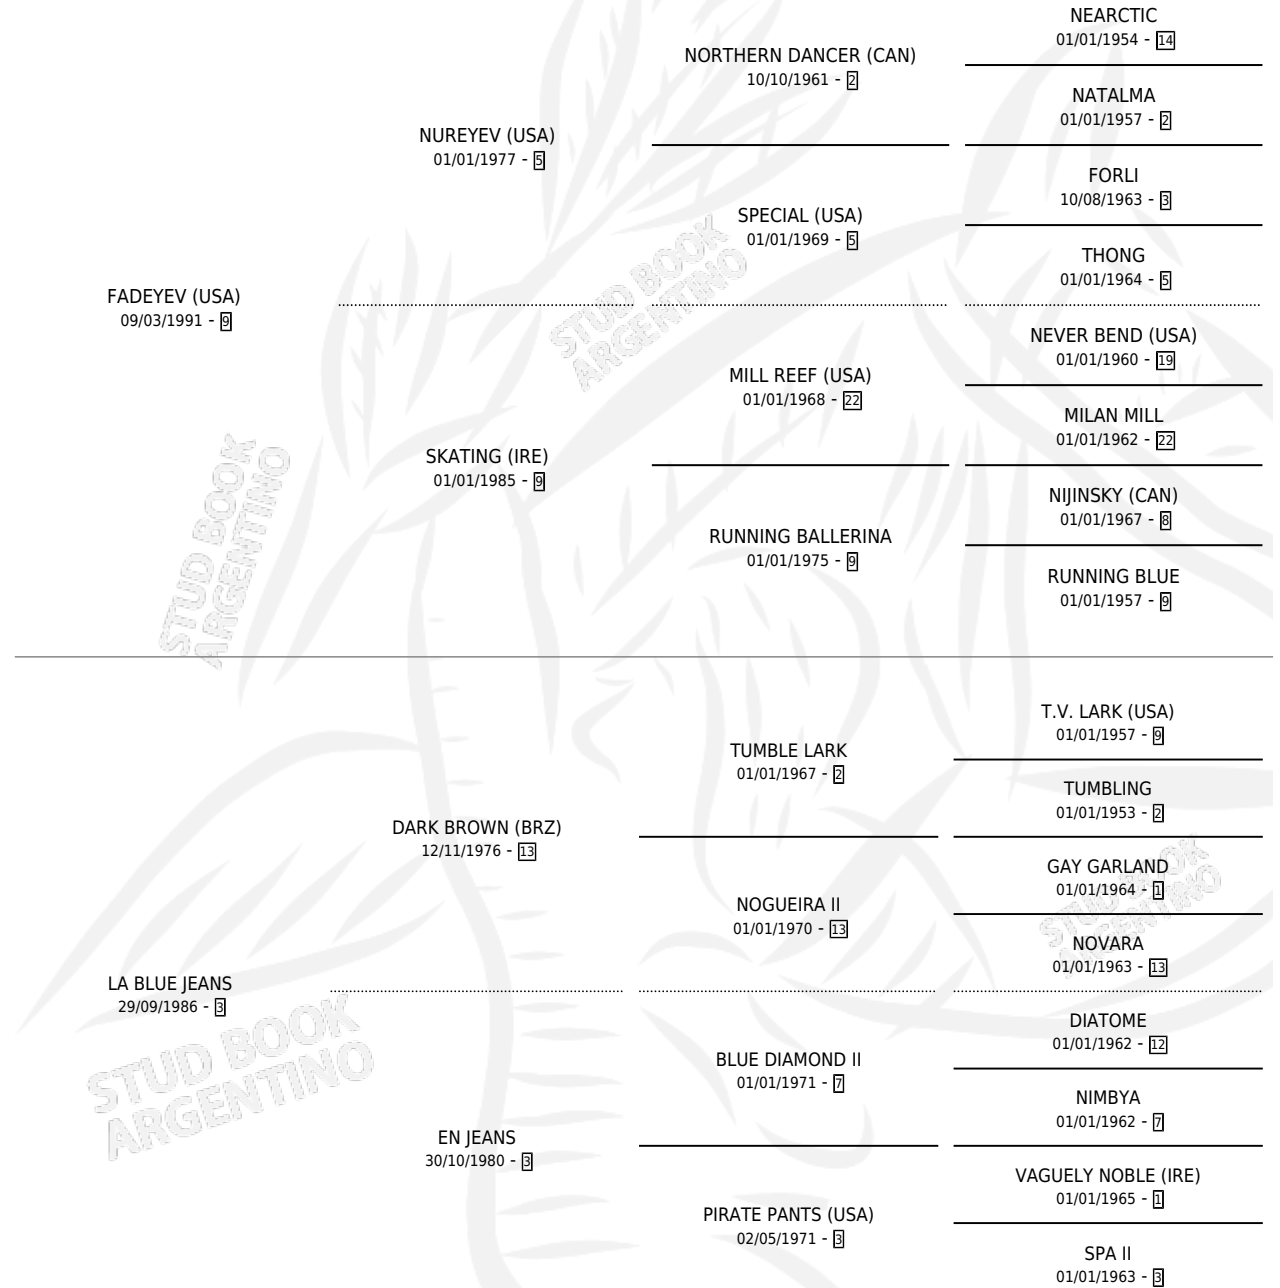 NEARCTIC
01/01/1954 - 14
NORTHERN DANCER (CAN)
10/10/1961 - 2
NATALMA
01/01/1957 - 2
NUREYEV (USA)
01/01/1977 - 5
FORLI
10/08/1963 - 3
SPECIAL (USA)
01/01/1969 - 5
THONG
01/01/1964 - 5
FADEYEV (USA)
09/03/1991 - 9
NEVER BEND (USA)
01/01/1960 - 19
MILL REEF (USA)
01/01/1968 - 22
MILAN MILL
01/01/1962 - 22
SKATING (IRE)
01/01/1985 - 9
NIJINSKY (CAN)
01/01/1967 - 8
RUNNING BALLERINA
01/01/1975 - 9
RUNNING BLUE
01/01/1957 - 9
T.V. LARK (USA)
01/01/1957 - 9
TUMBLE LARK
01/01/1967 - 2
TUMBLING
01/01/1953 - 2
DARK BROWN (BRZ)
12/11/1976 - 13
GAY GARLAND
01/01/1964 - 1
NOGUEIRA II
01/01/1970 - 13
NOVARA
01/01/1963 - 13
LA BLUE JEANS
29/09/1986 - 3
DIATOME
01/01/1962 - 12
BLUE DIAMOND II
01/01/1971 - 7
NIMBYA
01/01/1962 - 7
EN JEANS
30/10/1980 - 3
VAGUELY NOBLE (IRE)
01/01/1965 - 1
PIRATE PANTS (USA)
02/05/1971 - 3
SPA II
01/01/1963 - 3
STUD BOOK
ARGENTINO
STUD BOOK
ARGENTINO
STUD BOOK
ARGENTINO
STUD BOOK
ARGENTINO